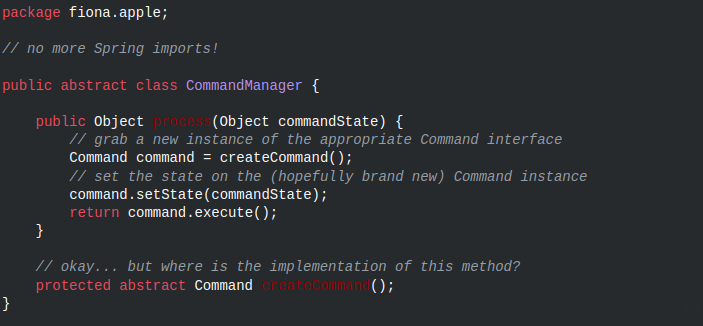 package fiona.apple;
// no more Spring imports!
public abstract class CommandManager {
public Object process(Object commandState) {
// grab a new instance of the appropriate Command interface
Command command = createCommand();
// set the state on the (hopefully brand new) Command instance
command.setState(commandState);
return command.execute();
}
// okay... but where is the implementation of this method?
protected abstract Command createCommand();
}